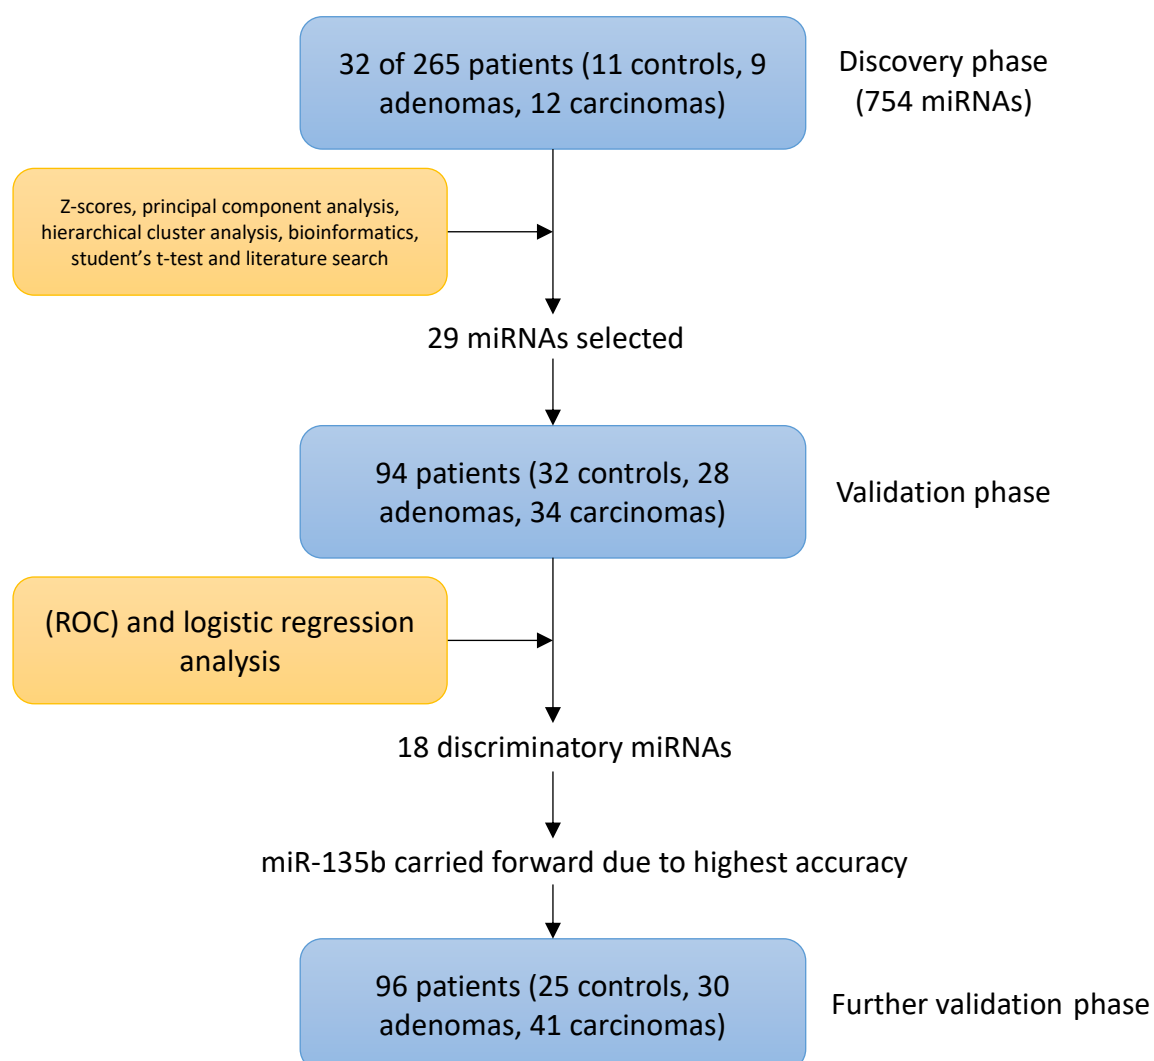 32 of 265 patients (11 controls, 9
adenomas, 12 carcinomas)
Discovery phase
(754 miRNAs)
Z-scores, principal component analysis,
hierarchical cluster analysis, bioinformatics,
student’s t-test and literature search
29 miRNAs selected
94 patients (32 controls, 28
adenomas, 34 carcinomas)
Validation phase
(ROC) and logistic regression
analysis
18 discriminatory miRNAs
miR-135b carried forward due to highest accuracy
96 patients (25 controls, 30
adenomas, 41 carcinomas)
Further validation phase